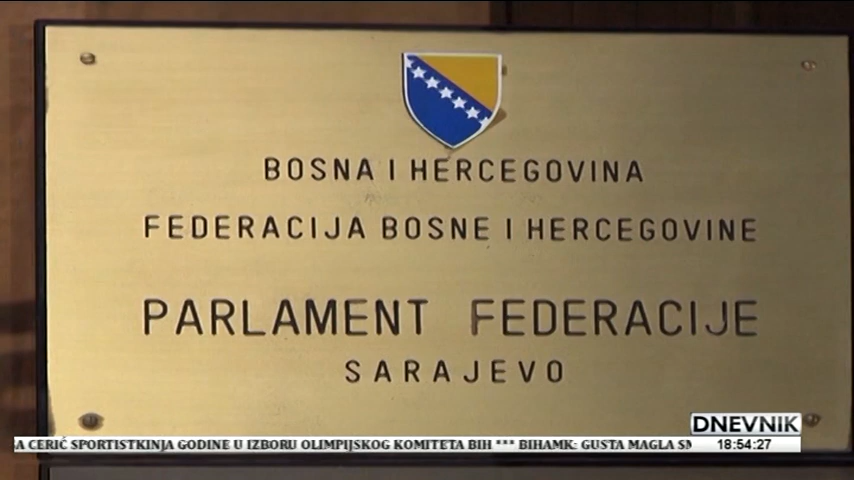 BOSNA I HERCEGOVINA
FEDERACIJA BOSNE I HERCEGOVINE
PARLAMENT FEDERACIJE
SARAJEVO
DNEVNIK
CERIĆ SPORTISTKINJA GODINE U IZBORU OLIMPIJSKOG KOMITETA BIH *** BIHAMK: GUSTA MAGLA
18:54:27